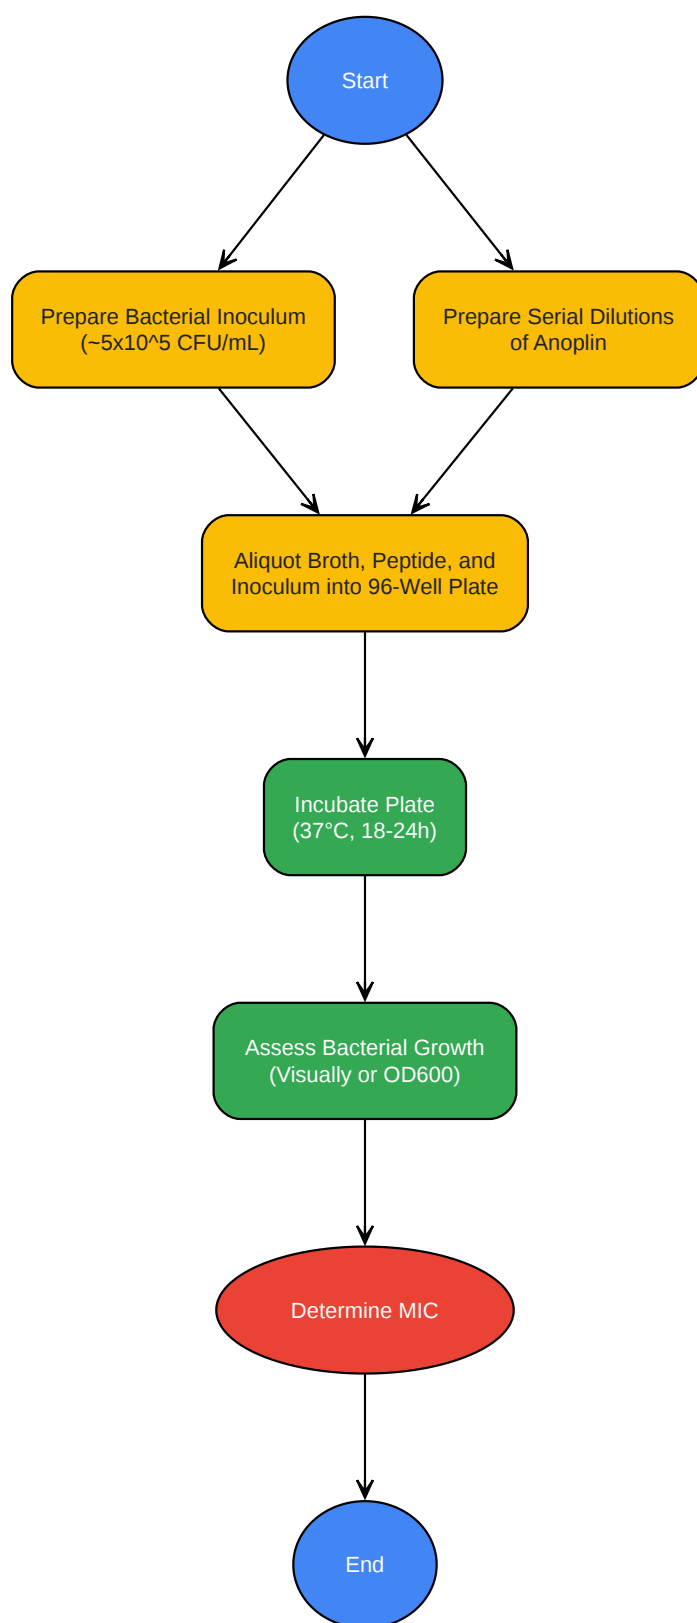 Start
Prepare Bacterial Inoculum
(~5x10^5 CFU/mL)
Prepare Serial Dilutions
of Anoplin
Aliquot Broth, Peptide, and
Inoculum into 96-Well Plate
Incubate Plate
(37°C, 18-24h)
Assess Bacterial Growth
(Visually or OD600)
Determine MIC
End